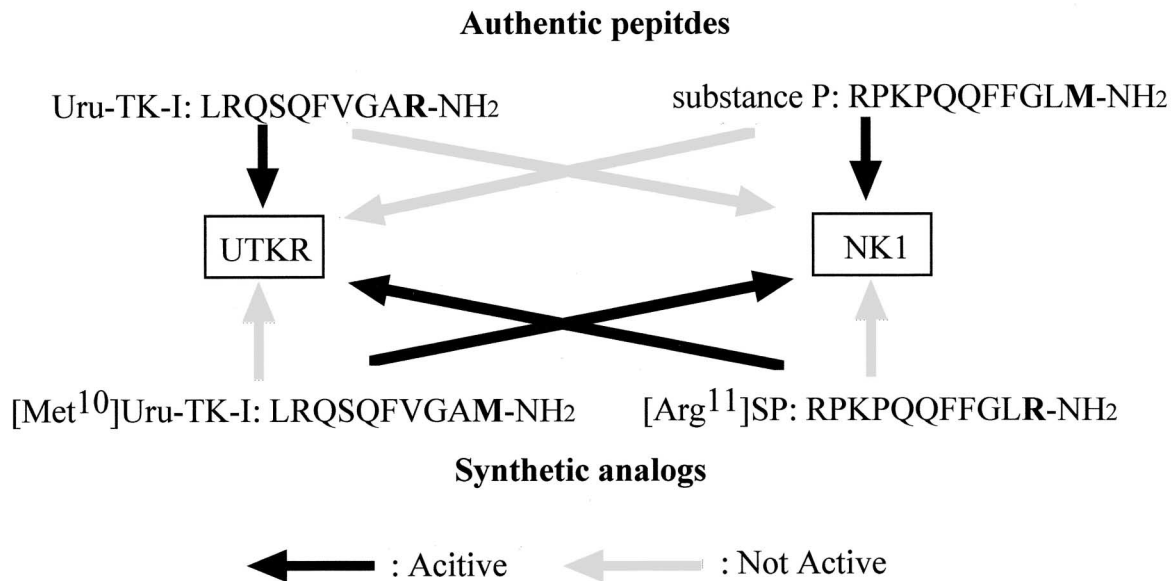 Authentic pepitdes
Uru-TK-I: LRQSQFVGAR-NH2
substance P: RPKPQQFFGLM-NH2
UTKR
NK1
[Met10]Uru-TK-I: LRQSQFVGAM-NH2
[Arg11]SP: RPKPQQFFGLR-NH2
Synthetic analogs
: Acitive
: Not Active